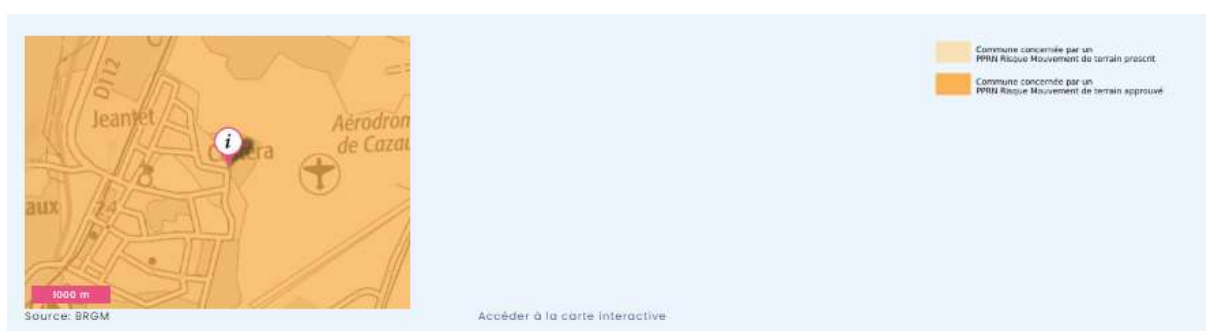 D112
Jeantet
Aérodrom
de Cazau
i
aux
24
1000 m
Source: BRGM
Accéder à la carte interactive
Commune concernée par un
PPRN Risque Mouvement de terrain prescrit
Commune concernée par un
PPRN Risque Mouvement de terrain approuvé